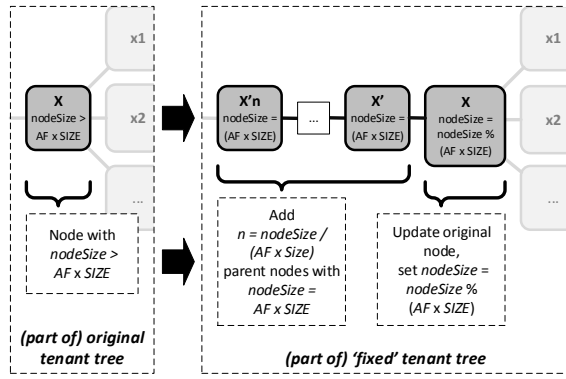 x1
X
nodeSize >
AF x SIZE
x2
...
Node with
nodeSize >
AF x SIZE
(part of) original
tenant tree
x1
X'n
nodeSize =
(AF x SIZE)
...
X'
nodeSize =
(AF x SIZE)
X
nodeSize =
nodeSize %
(AF x SIZE)
x2
...
Add
n = nodeSize /
(AF x Size)
parent nodes with
nodeSize =
AF x SIZE
Update original
node,
set nodeSize =
nodeSize %
(AF x SIZE)
(part of) 'fixed' tenant tree